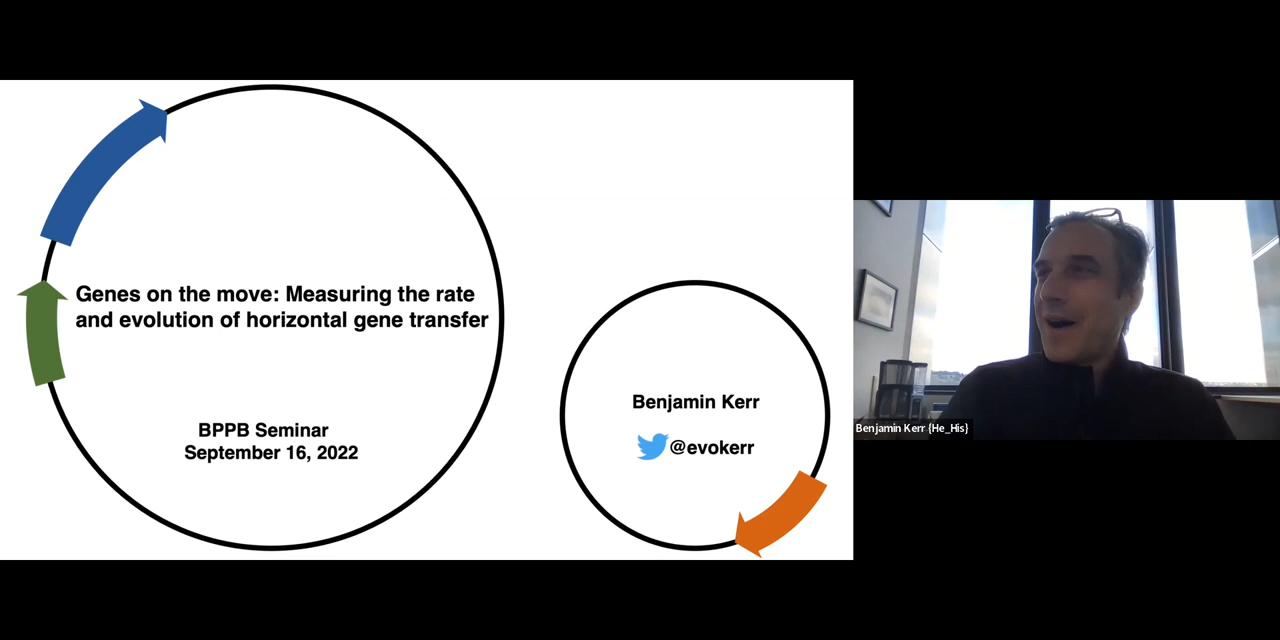 Genes on the move: Measuring the rate
and evolution of horizontal gene transfer
BPPB Seminar
September 16, 2022
Benjamin Kerr
@evokerr
Benjamin Kerr (He_His}